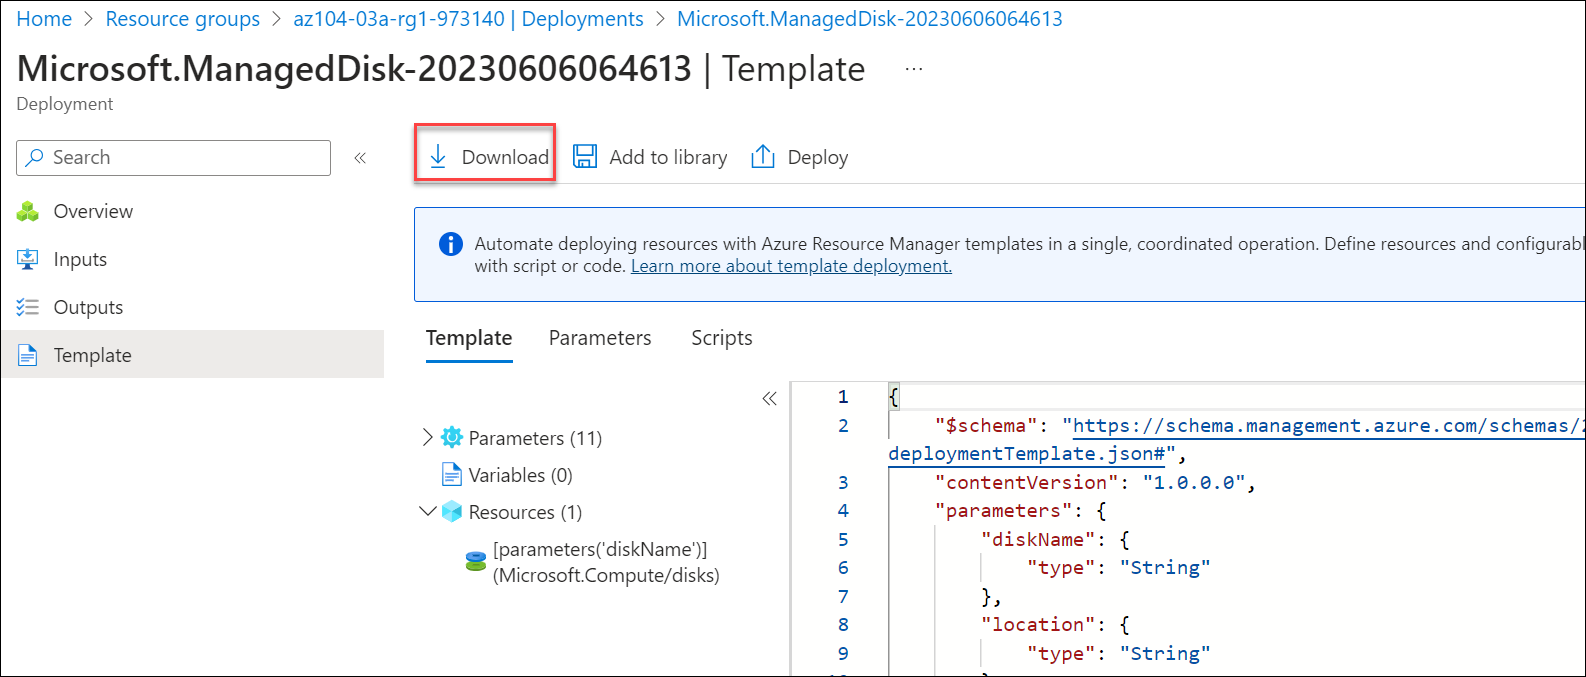 Home > Resource groups > az104-03a-rg1-973140 | Deployments > Microsoft.ManagedDisk-20230606064613
Microsoft.ManagedDisk-20230606064613 | Template ...
Deployment
Search «
Download Add to library Deploy
Overview
Inputs
Outputs
Template
Automate deploying resources with Azure Resource Manager templates in a single, coordinated operation. Define resources and configurabl
with script or code. Learn more about template deployment.
Template Parameters Scripts
«
Parameters (11)
Variables (0)
Resources (1)
[parameters('diskName')]
(Microsoft.Compute/disks)
1 {
2 "$schema": "https://schema.management.azure.com/schemas/2
deploymentTemplate.json#",
3 "contentVersion": "1.0.0.0",
4 "parameters": {
5 "diskName": {
6 "type": "String"
7 },
8 "location": {
9 "type": "String"